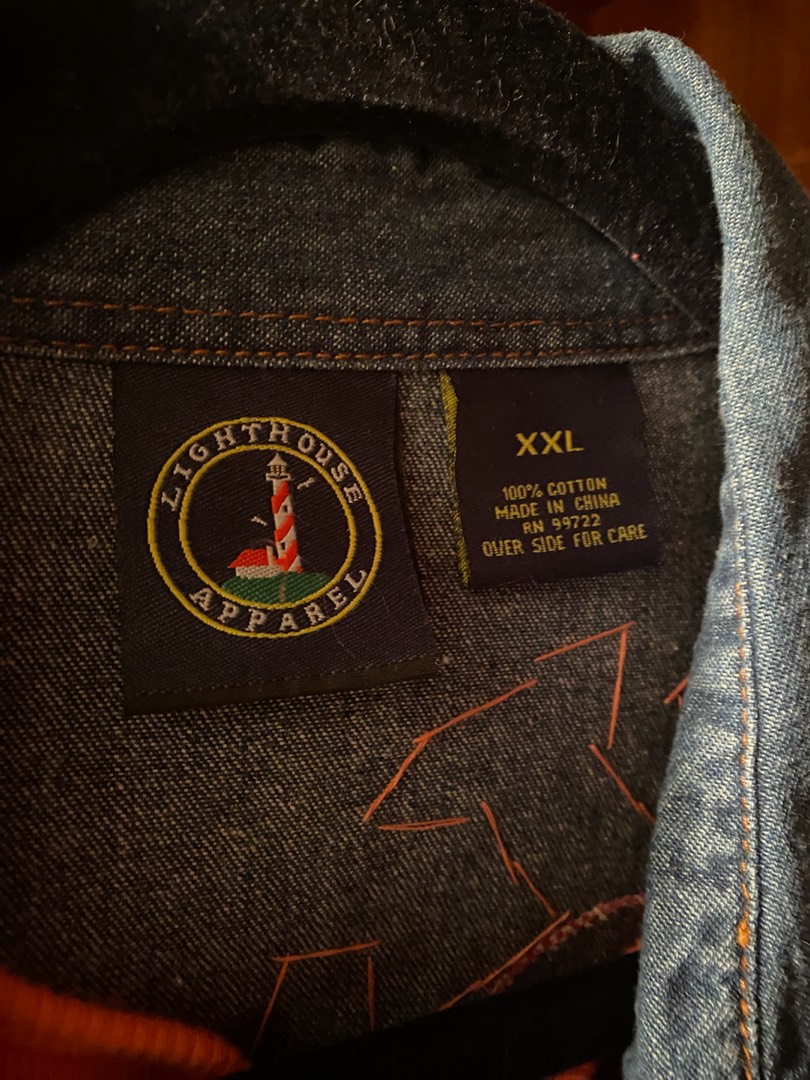 LIGHTHOUSE
APPAREL
XXL
100% COTTON
MADE IN CHINA
RN 99722
OVER SIDE FOR CARE